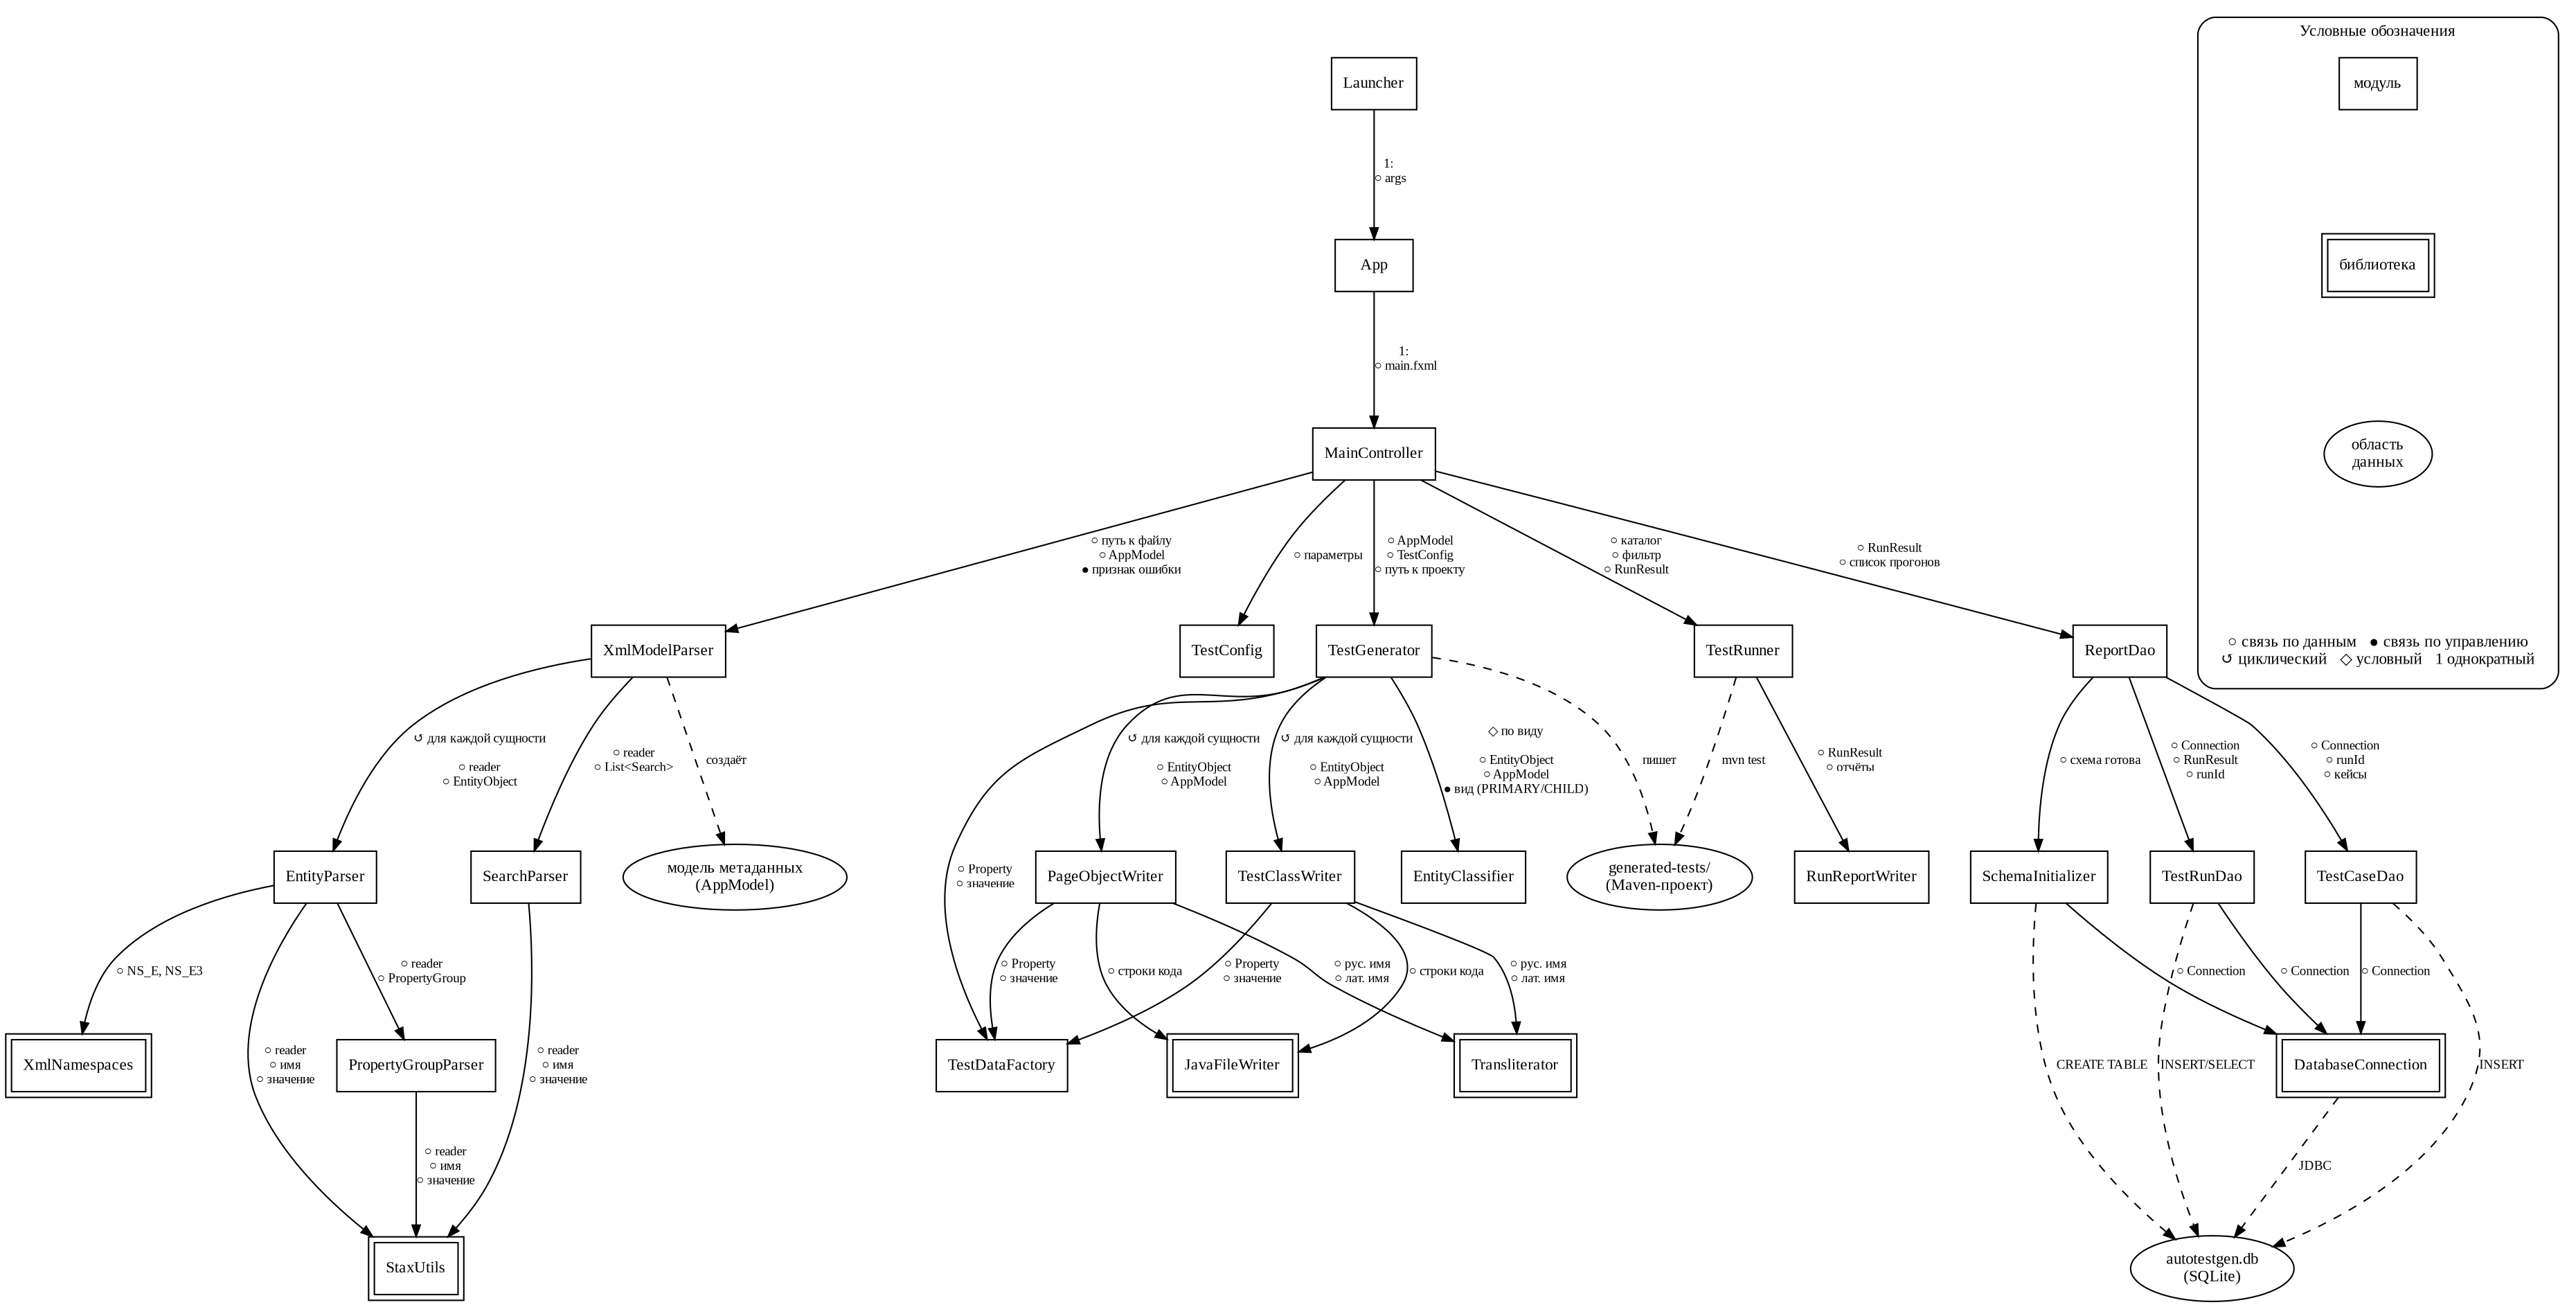 Условные обозначения
модуль
библиотека
область
данных
○ связь по данным ● связь по управлению
↺ циклический ◇ условный 1 однократный
Launcher
1:
○ args
App
1:
○ main.fxml
MainController
○ путь к файлу
○ AppModel
● признак ошибки
○ параметры
○ AppModel
○ TestConfig
○ путь к проекту
○ каталог
○ фильтр
○ RunResult
○ RunResult
○ список прогонов
XmlModelParser
TestConfig
TestGenerator
TestRunner
ReportDao
↺ для каждой сущности
○ reader
○ EntityObject
○ reader
○ List<Search>
создаёт
○ Property
○ значение
↺ для каждой сущности
○ EntityObject
○ AppModel
↺ для каждой сущности
○ EntityObject
○ AppModel
◇ по виду
○ EntityObject
○ AppModel
● вид (PRIMARY/CHILD)
пишет
mvn test
○ RunResult
○ отчёты
○ схема готова
○ Connection
○ RunResult
○ runId
○ Connection
○ runId
○ кейсы
EntityParser
SearchParser
модель метаданных
(AppModel)
PageObjectWriter
TestClassWriter
EntityClassifier
generated-tests/
(Maven-проект)
RunReportWriter
SchemaInitializer
TestRunDao
TestCaseDao
○ NS_E, NS_E3
○ reader
○ PropertyGroup
○ Property
○ значение
○ строки кода
○ Property
○ значение
○ рус. имя
○ лат. имя
○ строки кода
○ рус. имя
○ лат. имя
○ Connection
○ Connection
○ Connection
XmlNamespaces
○ reader
○ имя
○ значение
PropertyGroupParser
○ reader
○ имя
○ значение
TestDataFactory
JavaFileWriter
Transliterator
CREATE TABLE
INSERT/SELECT
DatabaseConnection
INSERT
○ reader
○ имя
○ значение
JDBC
StaxUtils
autotestgen.db
(SQLite)